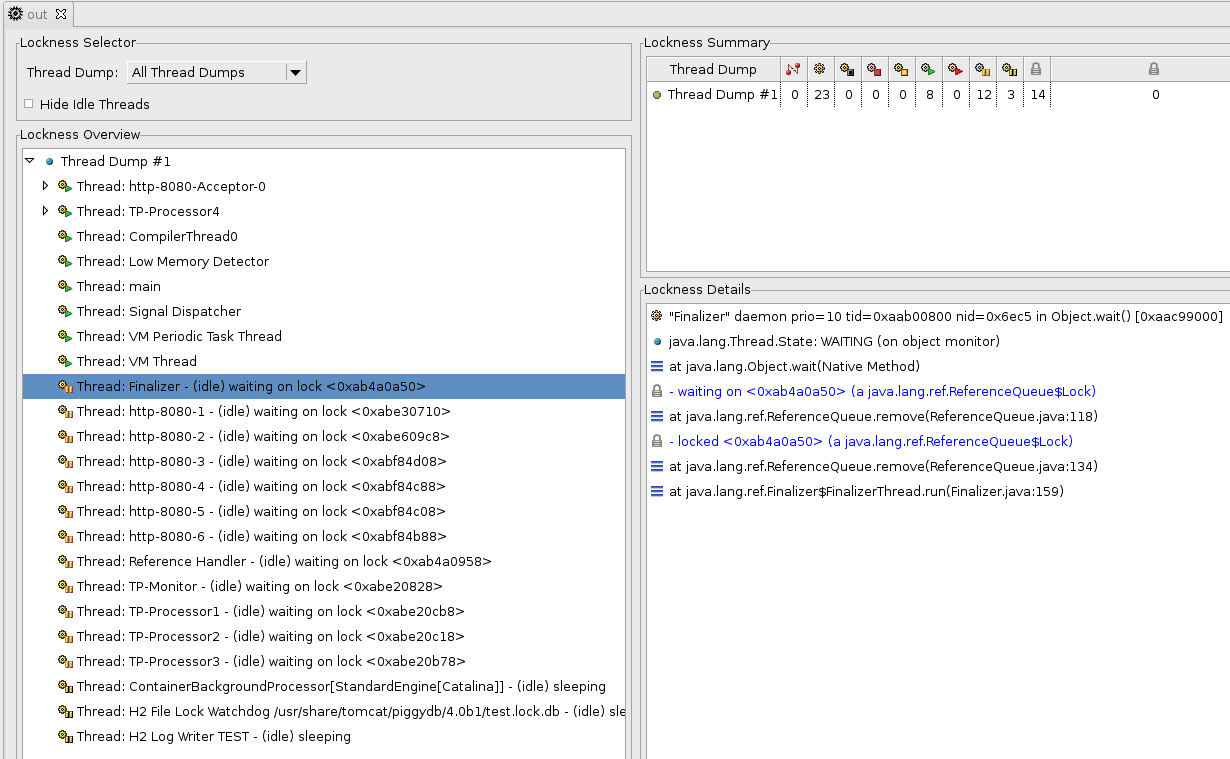 out
Lockness Selector
Thread Dump: All Thread Dumps
Hide Idle Threads
Lockness Overview
Thread Dump #1
Thread: http-8080-Acceptor-0
Thread: TP-Processor4
Thread: CompilerThread0
Thread: Low Memory Detector
Thread: main
Thread: Signal Dispatcher
Thread: VM Periodic Task Thread
Thread: VM Thread
Thread: Finalizer - (idle) waiting on lock <0xab4a0a50>
Thread: http-8080-1 - (idle) waiting on lock <0xabe30710>
Thread: http-8080-2 - (idle) waiting on lock <0xabe609c8>
Thread: http-8080-3 - (idle) waiting on lock <0xabf84d08>
Thread: http-8080-4 - (idle) waiting on lock <0xabf84c88>
Thread: http-8080-5 - (idle) waiting on lock <0xabf84c08>
Thread: http-8080-6 - (idle) waiting on lock <0xabf84b88>
Thread: Reference Handler - (idle) waiting on lock <0xab4a0958>
Thread: TP-Monitor - (idle) waiting on lock <0xabe20828>
Thread: TP-Processor1 - (idle) waiting on lock <0xabe20cb8>
Thread: TP-Processor2 - (idle) waiting on lock <0xabe20c18>
Thread: TP-Processor3 - (idle) waiting on lock <0xabe20b78>
Thread: ContainerBackgroundProcessor[StandardEngine[Catalina]] - (idle) sleeping
Thread: H2 File Lock Watchdog /usr/share/tomcat/piggydb/4.0b1/test.lock.db - (idle) sle
Thread: H2 Log Writer TEST - (idle) sleeping
Lockness Summary
Thread Dump
Thread Dump #1 0 23 0 0 0 8 0 12 3 14 0
Lockness Details
"Finalizer" daemon prio=10 tid=0xaab00800 nid=0x6ec5 in Object.wait() [0xaac99000]
java.lang.Thread.State: WAITING (on object monitor)
at java.lang.Object.wait(Native Method)
- waiting on <0xab4a0a50> (a java.lang.ref.ReferenceQueue$Lock)
at java.lang.ref.ReferenceQueue.remove(ReferenceQueue.java:118)
- locked <0xab4a0a50> (a java.lang.ref.ReferenceQueue$Lock)
at java.lang.ref.ReferenceQueue.remove(ReferenceQueue.java:134)
at java.lang.ref.Finalizer$FinalizerThread.run(Finalizer.java:159)